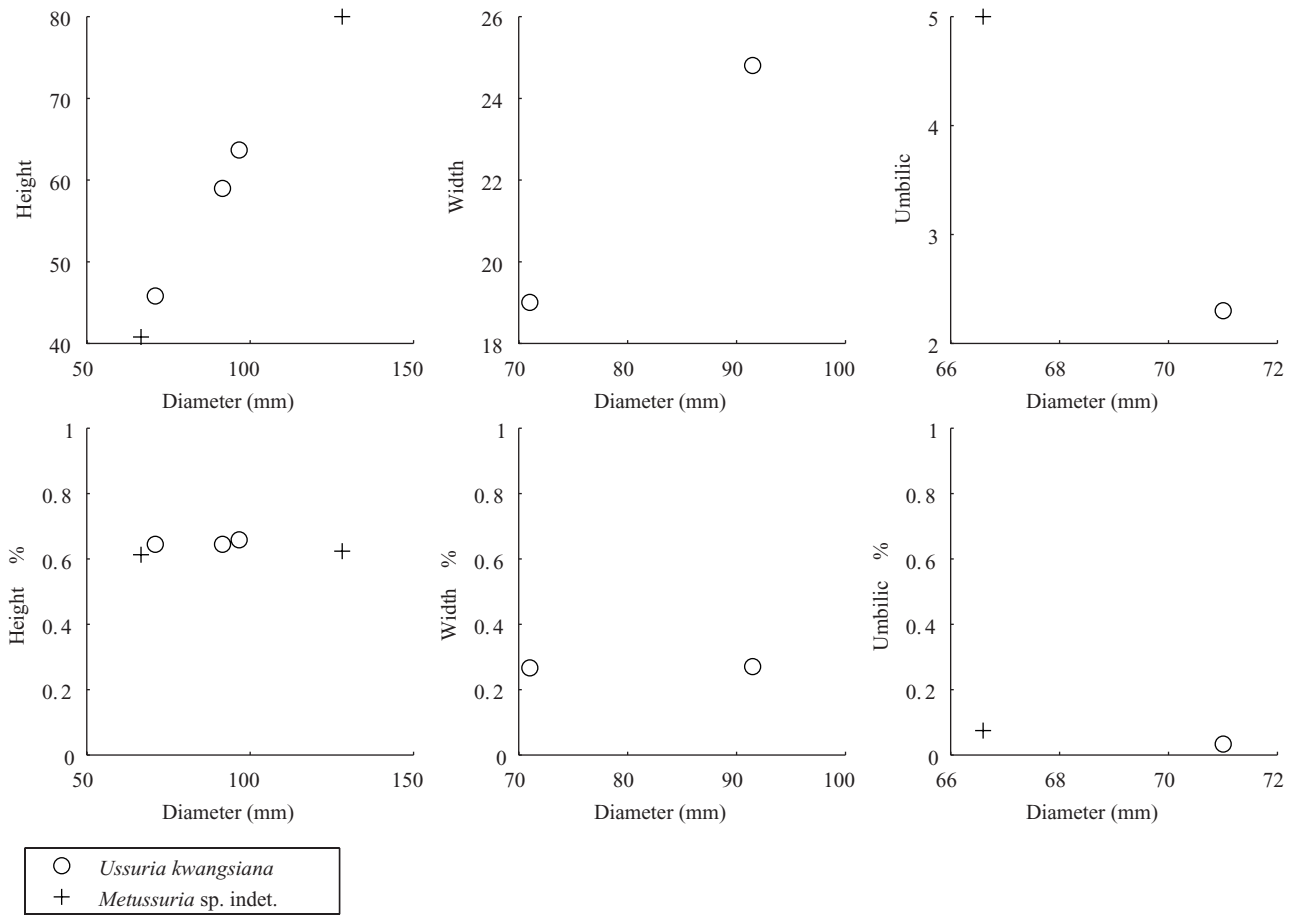 80
70
60
50
40
Height
50 100 150
Diameter (mm)
26
24
22
20
18
Width
70 80 90 100
Diameter (mm)
5
4
3
2
Umbilic
66 68 70 72
Diameter (mm)
1
0.8
0.6
0.4
0.2
0
Height %
50 100 150
Diameter (mm)
1
0.8
0.6
0.4
0.2
0
Width %
70 80 90 100
Diameter (mm)
1
0.8
0.6
0.4
0.2
0
Umbilic %
66 68 70 72
Diameter (mm)
Ussuria kwangsiana
Metussuria sp. indet.